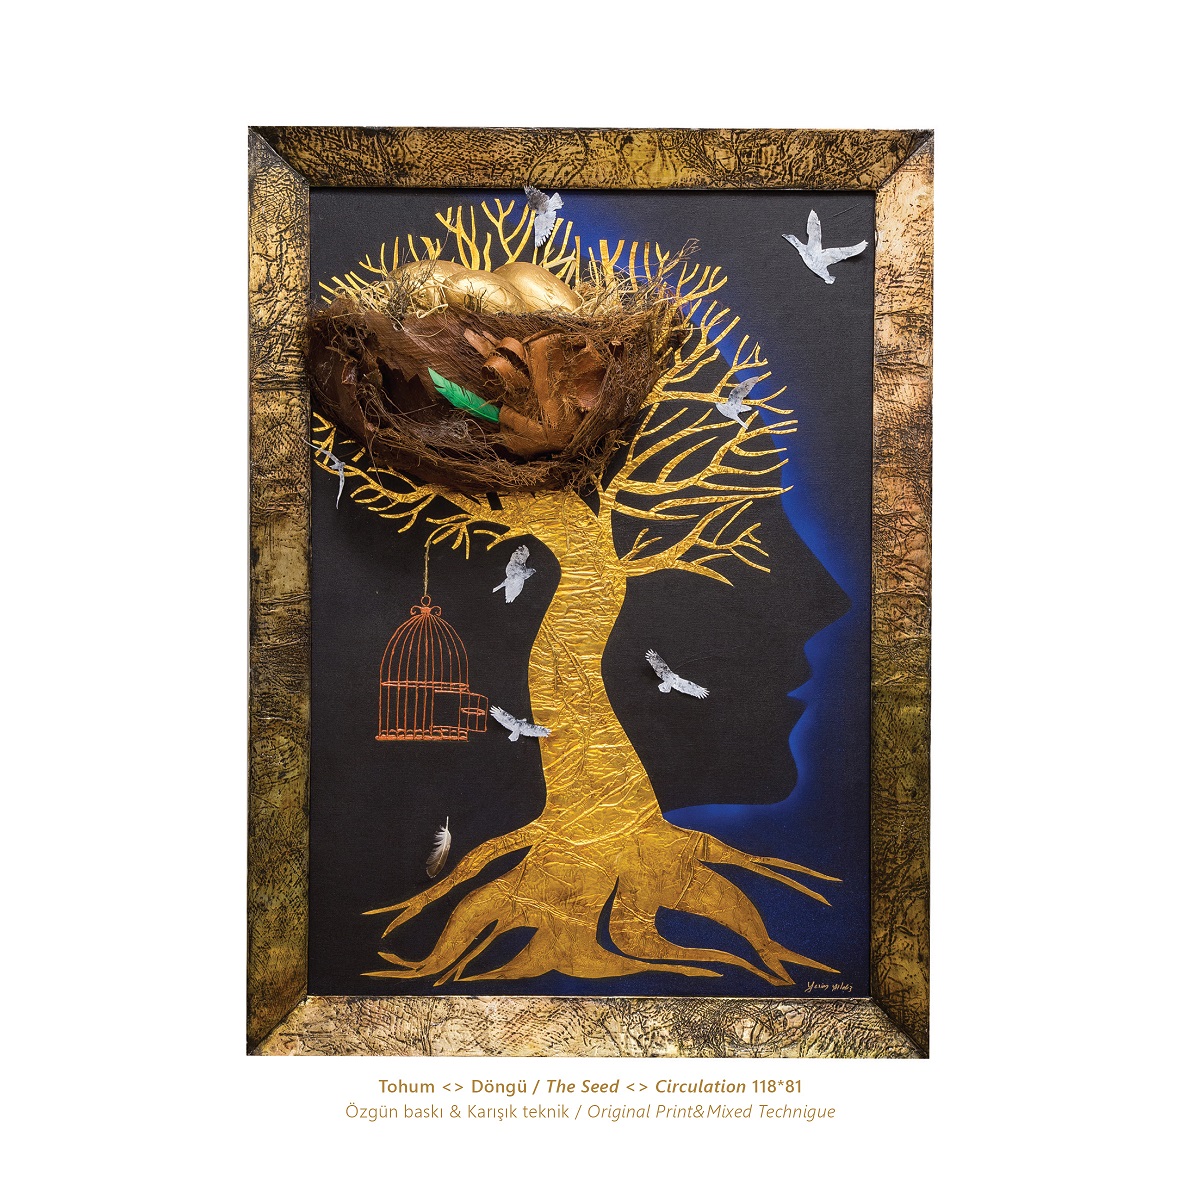 Tohum <> Döngü / The Seed <> Circulation 118*81
Özgün baskı & Karışık teknik / Original Print&Mixed Technigue